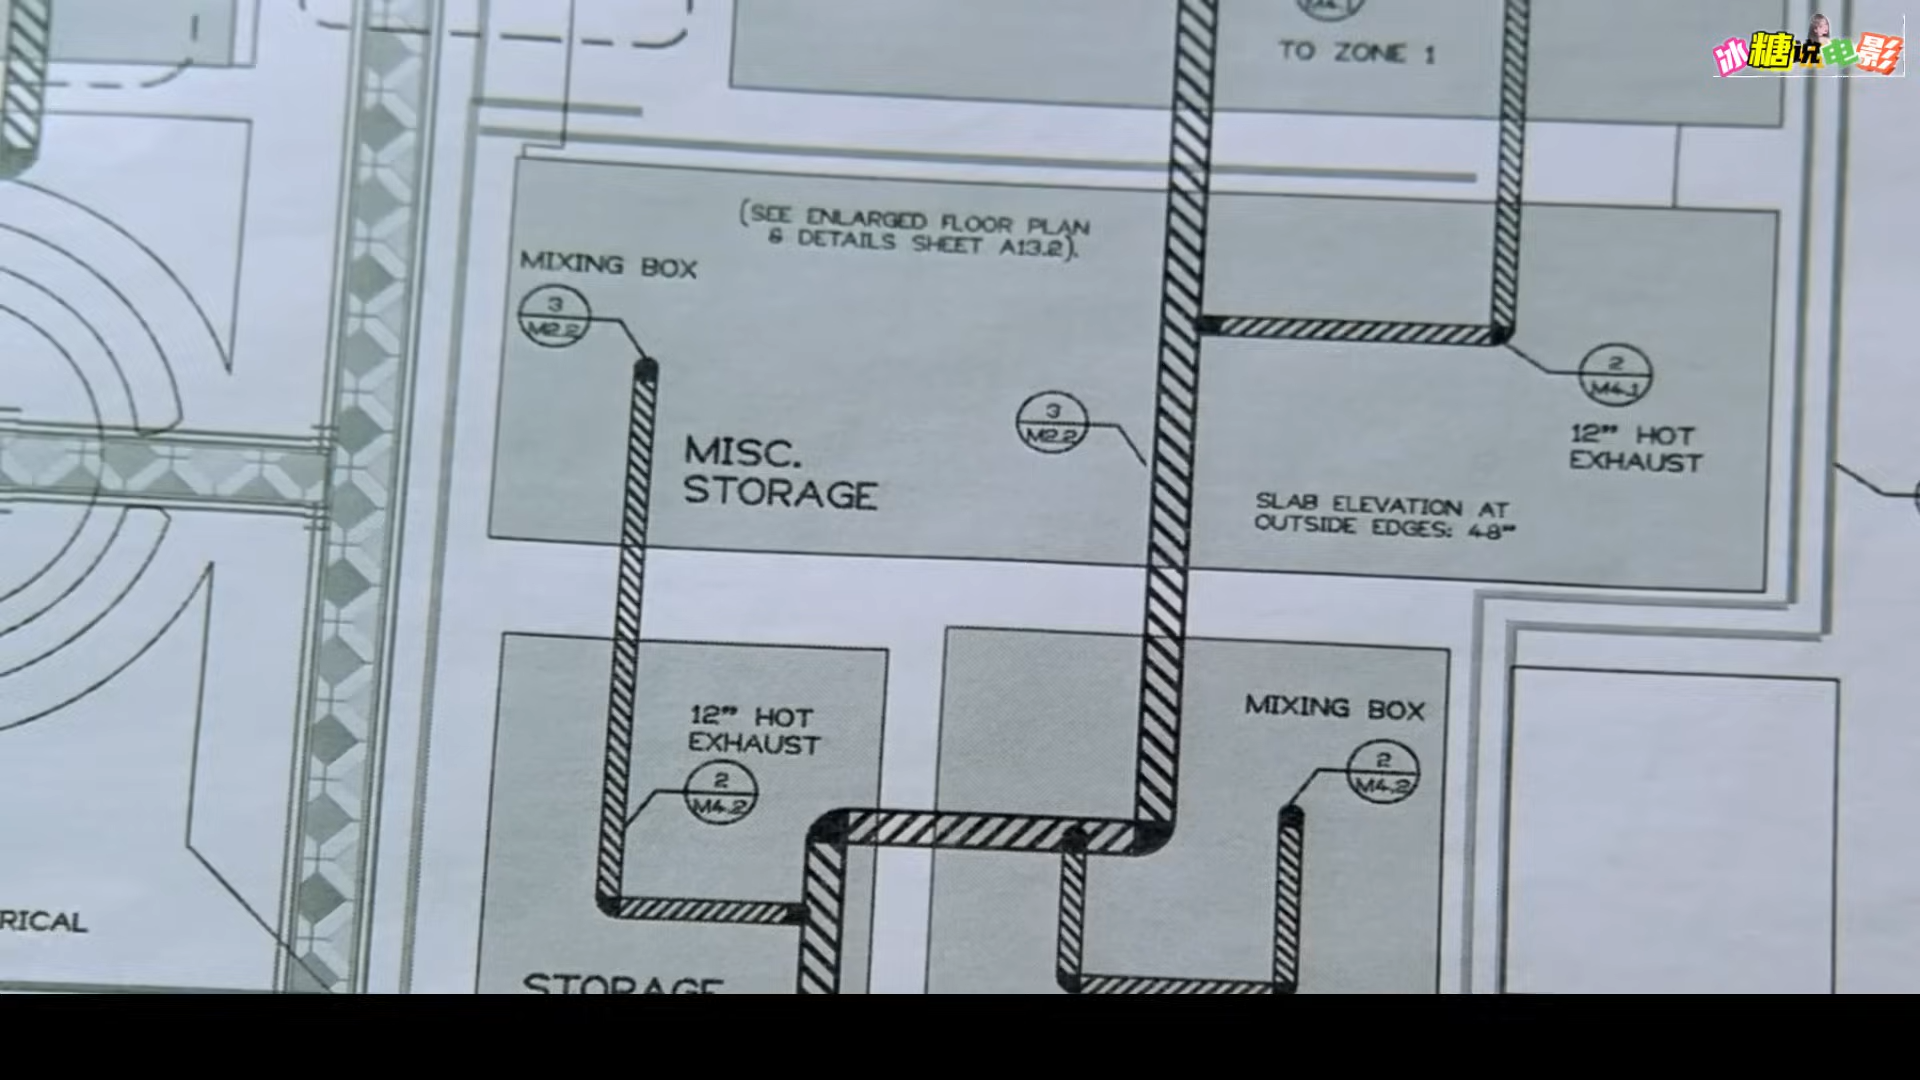 冰糖说电影
TO ZONE 1
(SEE ENLARGED FLOOR PLAN
& DETAILS SHEET A13.2).
MIXING BOX
3
M2.2
MISC.
STORAGE
3
M2.2
2
M4.1
12" HOT
EXHAUST
SLAB ELEVATION AT
OUTSIDE EDGES: 48"
12" HOT
EXHAUST
2
M4.2
MIXING BOX
2
M4.2
RICAL
STORAGE